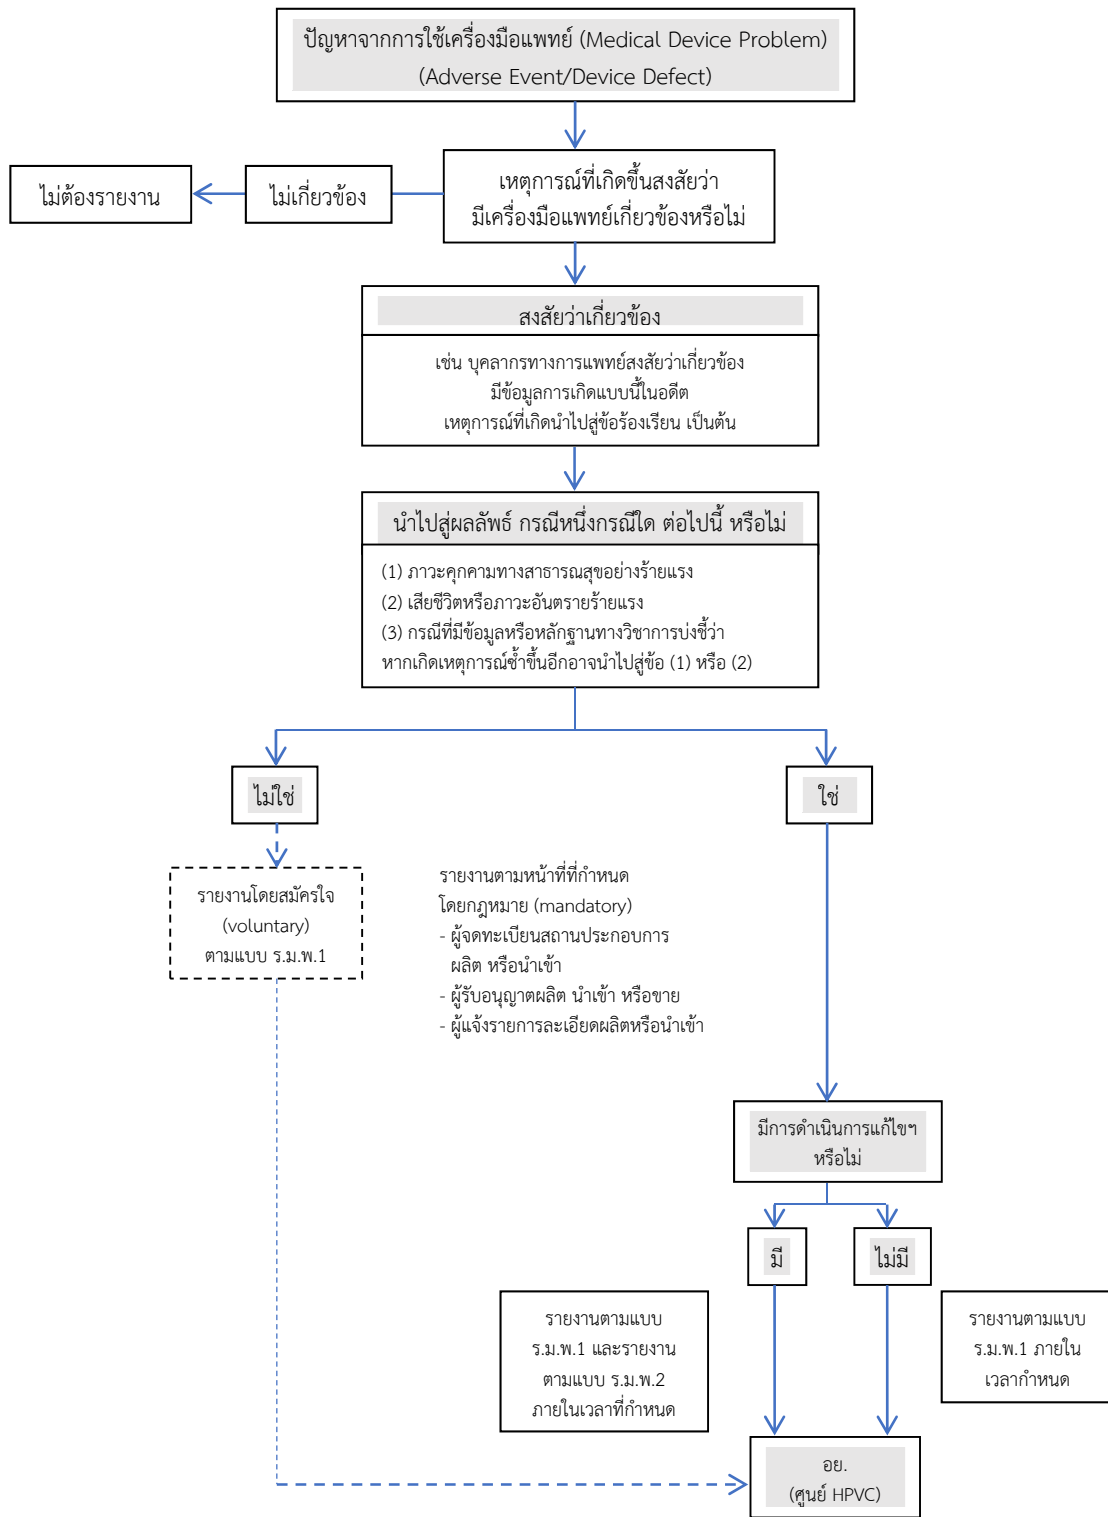 ปัญหาจากการใช้เครื่องมือแพทย์ (Medical Device Problem)
(Adverse Event/Device Defect)
เหตุการณ์ที่เกิดขึ้นสงสัยว่า
มีเครื่องมือแพทย์เกี่ยวข้องหรือไม่
ไม่เกี่ยวข้อง
ไม่ต้องรายงาน
สงสัยว่าเกี่ยวข้อง
เช่น บุคลากรทางการแพทย์สงสัยว่าเกี่ยวข้อง
มีข้อมูลการเกิดแบบนี้ในอดีต
เหตุการณ์ที่เกิดนำไปสู่ข้อร้องเรียน เป็นต้น
นำไปสู่ผลลัพธ์ กรณีหนึ่งกรณีใด ต่อไปนี้ หรือไม่
(1) ภาวะคุกคามทางสาธารณสุขอย่างร้ายแรง
(2) เสียชีวิตหรือภาวะอันตรายร้ายแรง
(3) กรณีที่มีข้อมูลหรือหลักฐานทางวิชาการบ่งชี้ว่า
หากเกิดเหตุการณ์ซ้ำขึ้นอีกอาจนำไปสู่ข้อ (1) หรือ (2)
ไม่ใช่
ใช่
รายงานโดยสมัครใจ
(voluntary)
ตามแบบ ร.ม.พ.1
รายงานตามหน้าที่ที่กำหนด
โดยกฎหมาย (mandatory)
- ผู้จดทะเบียนสถานประกอบการ
ผลิต หรือนำเข้า
- ผู้รับอนุญาตผลิต นำเข้า หรือขาย
- ผู้แจ้งรายการละเอียดผลิตหรือนำเข้า
มีการดำเนินการแก้ไขฯ
หรือไม่
มี
ไม่มี
รายงานตามแบบ
ร.ม.พ.1 และรายงาน
ตามแบบ ร.ม.พ.2
ภายในเวลาที่กำหนด
รายงานตามแบบ
ร.ม.พ.1 ภายใน
เวลากำหนด
อย.
(ศูนย์ HPVC)